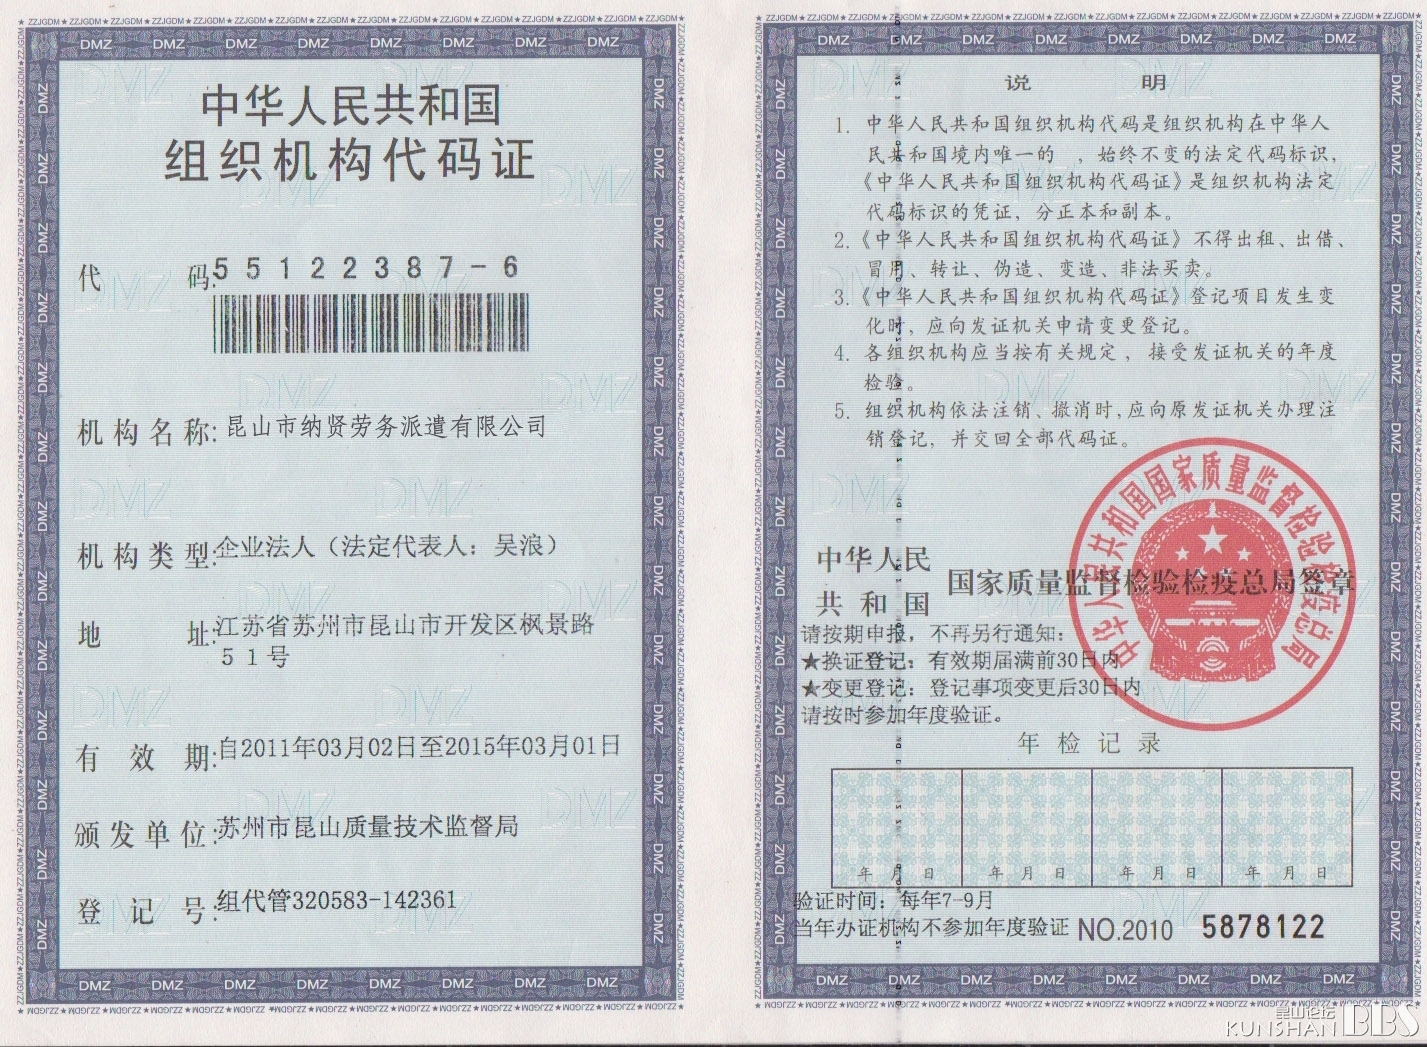 中华人民共和国
组织机构代码证
代 码: 55122387-6
机构名称: 昆山市纳贤劳务派遣有限公司
机构类型: 企业法人（法定代表人：吴浪）
地 址: 江苏省苏州市昆山市开发区枫景路
51号
有 效 期: 自2011年03月02日至2015年03月01日
颁发单位: 苏州市昆山质量技术监督局
登 记 号: 组代管320583-142361
说 明
1. 中华人民共和国组织机构代码是组织机构在中华人
民共和国境内唯一的 ，始终不变的法定代码标识，
《中华人民共和国组织机构代码证》是组织机构法定
代码标识的凭证，分正本和副本。
2.《中华人民共和国组织机构代码证》不得出租、出借、
冒用、转让、伪造、变造、非法买卖。
3.《中华人民共和国组织机构代码证》登记项目发生变
化时，应向发证机关申请变更登记。
4. 各组织机构应当按有关规定，接受发证机关的年度
检验。
5. 组织机构依法注销、撤消时,应向原发证机关办理注
销登记，并交回全部代码证。
中华人民共和国国家质量监督检验检疫总局
中华人民
共和国 国家质量监督检验检疫总局签章
请按期申报，不再另行通知：
★换证登记：有效期届满前30日内
★变更登记：登记事项变更后30日内
请按时参加年度验证。
年 检 记 录
年 月 日 年 月 日 年 月 日 年 月 日
验证时间：每年7-9月
当年办证机构不参加年度验证 NO.2010 5878122
昆山论坛
KUNSHAN BBS